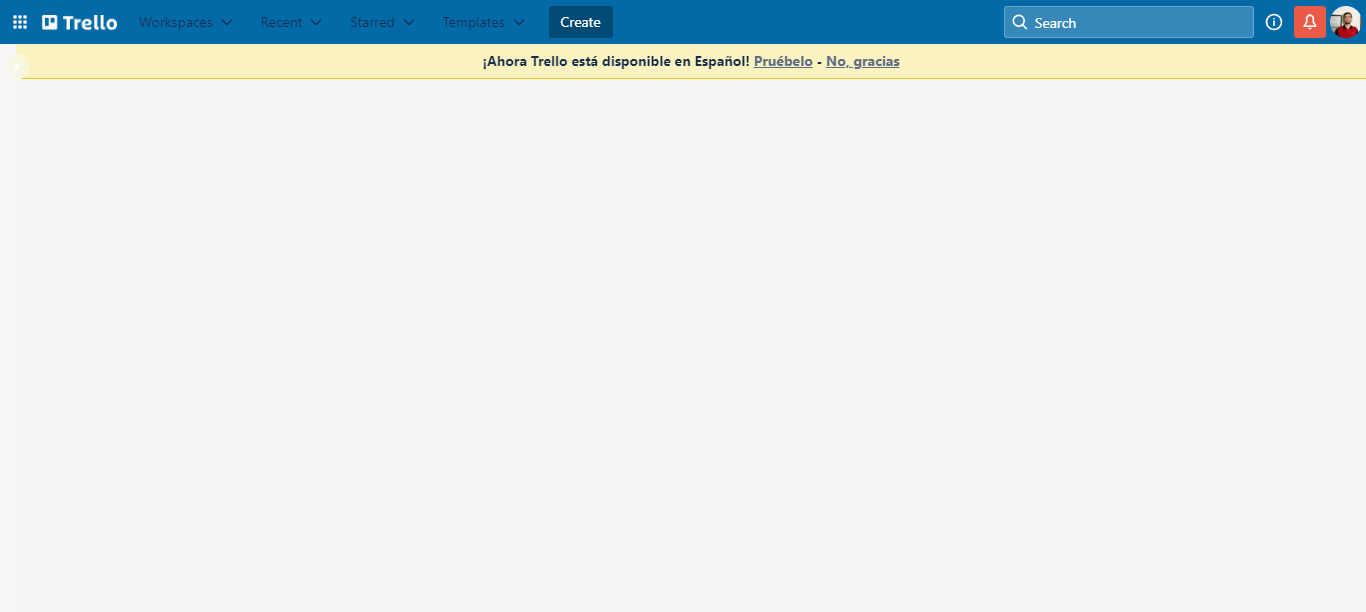 Trello Workspaces Recent Starred Templates Create Search
¡Ahora Trello está disponible en Español! Pruébelo - No, gracias